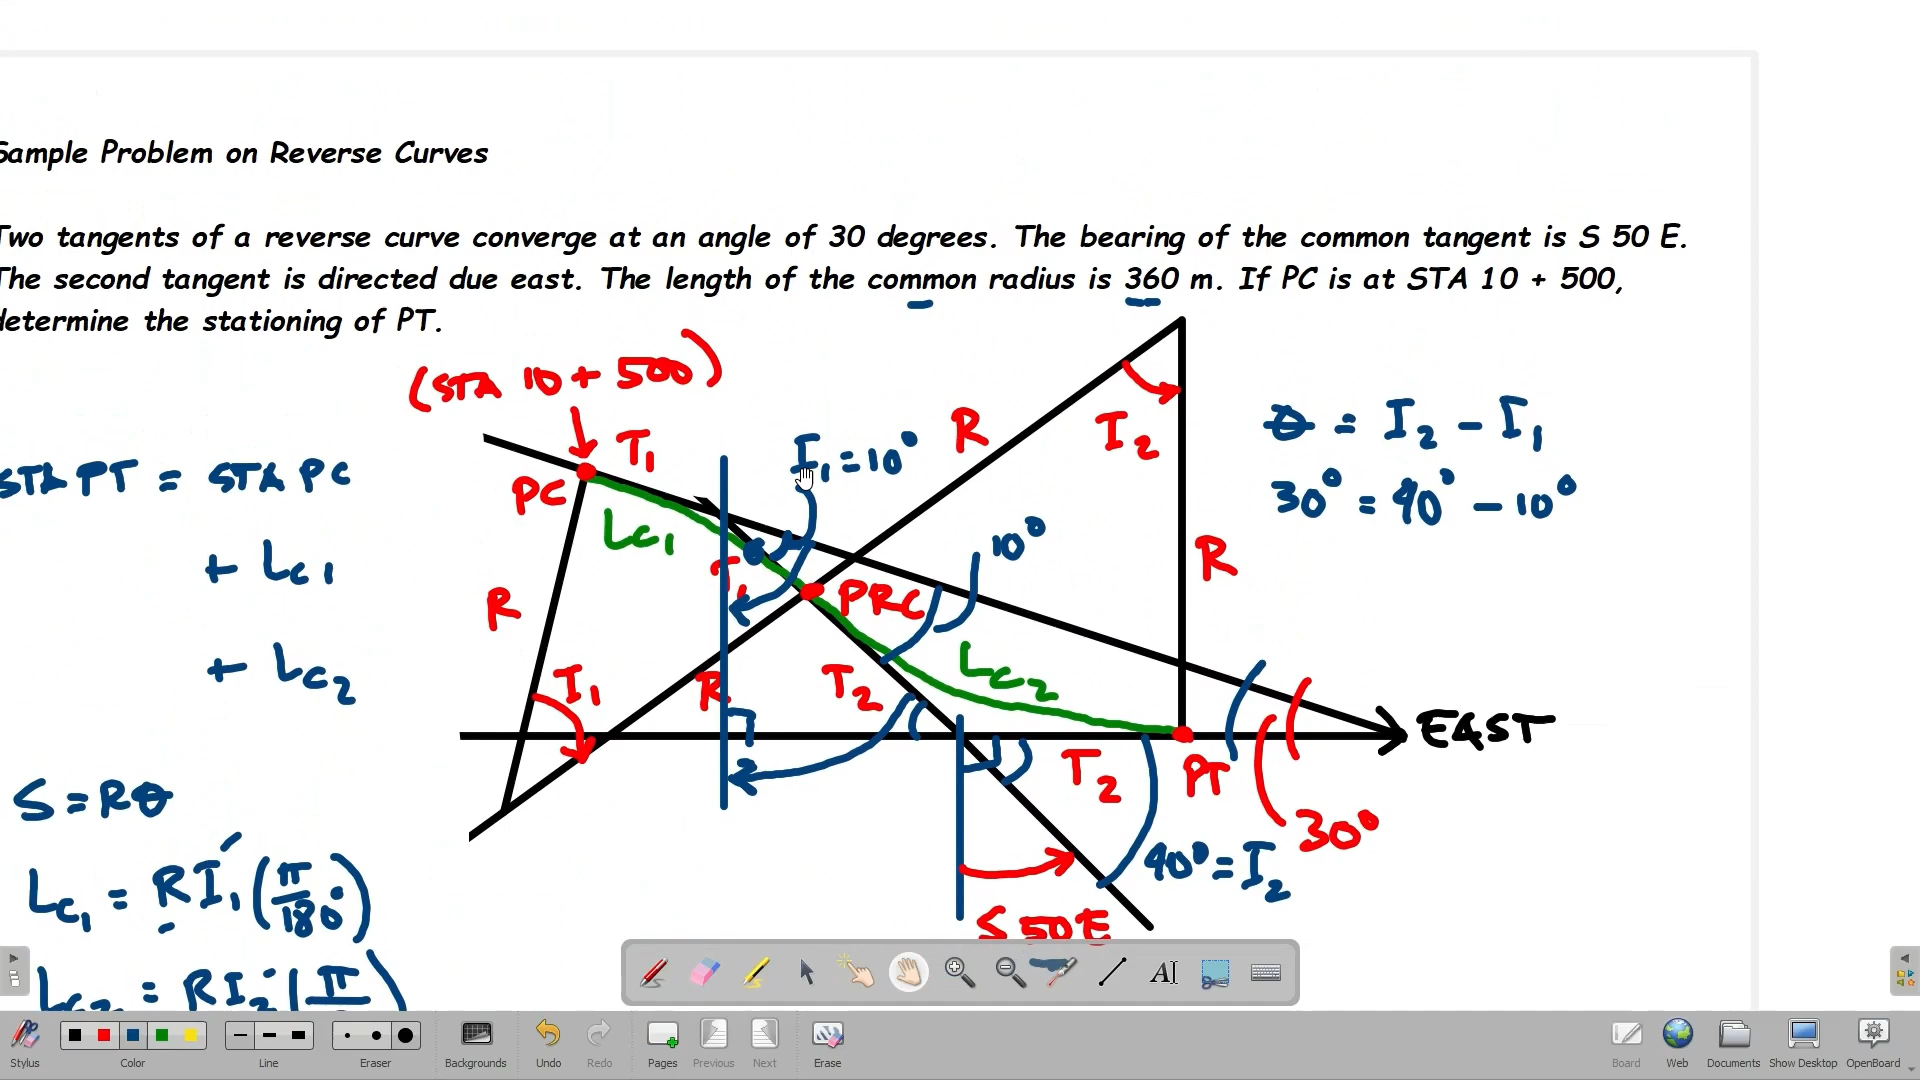 Sample Problem on Reverse Curves
Two tangents of a reverse curve converge at an angle of 30 degrees. The bearing of the common tangent is S 50 E.
The second tangent is directed due east. The length of the common radius is 360 m. If PC is at STA 10 + 500,
determine the stationing of PT.
(STA 10 + 500)
STA PT = STA PC
+ LC1
+ LC2
S = Rθ
LC1 = RI1 (π/180°)
LC2 = RI2 (π
T1
PC
LC1
I1 = 10°
R
I2
θ = I2 - I1
30° = 40° - 10°
10°
T1
PRC
R
R
I1
R
T2
LC2
EAST
T2
PT
30°
40° = I2
S 50 E
Stylus
Color
Line
Eraser
Backgrounds
Undo
Redo
Pages
Previous
Next
Erase
Board
Web
Documents
Show Desktop
OpenBoard